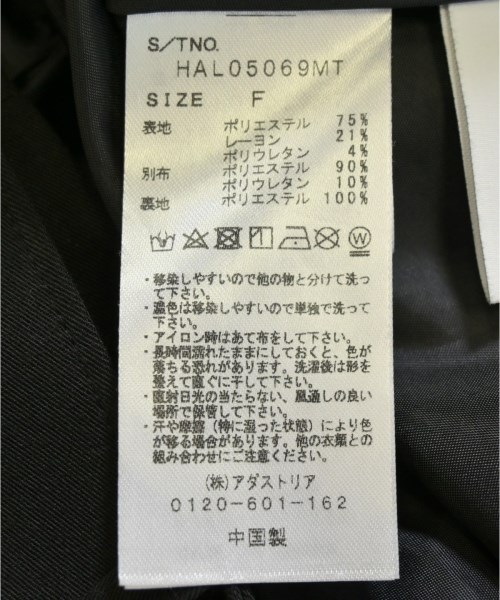 S/TNO.
HAL05069MT
SIZE F
表地 ポリエステル 75%
レーヨン 21%
ポリウレタン 4%
別布 ポリエステル 90%
ポリウレタン 10%
裏地 ポリエステル 100%
W
・移染しやすいので他の物と分けて洗っ
て下さい。
・濃色は移染しやすいので単独で洗って
下さい。
・アイロン時はあて布をして下さい。
・長時間濡れたままにしておくと、色が
落ちる恐れがあります。洗濯後は形を
整えて直ぐに干して下さい。
・直射日光の当たらない、風通しの良い
場所で保管して下さい。
・汗や摩擦（特に湿った状態）により色
が移る場合があります。他の衣類との
組み合わせにご注意ください。
(株)アダストリア
0120-601-162
中国製